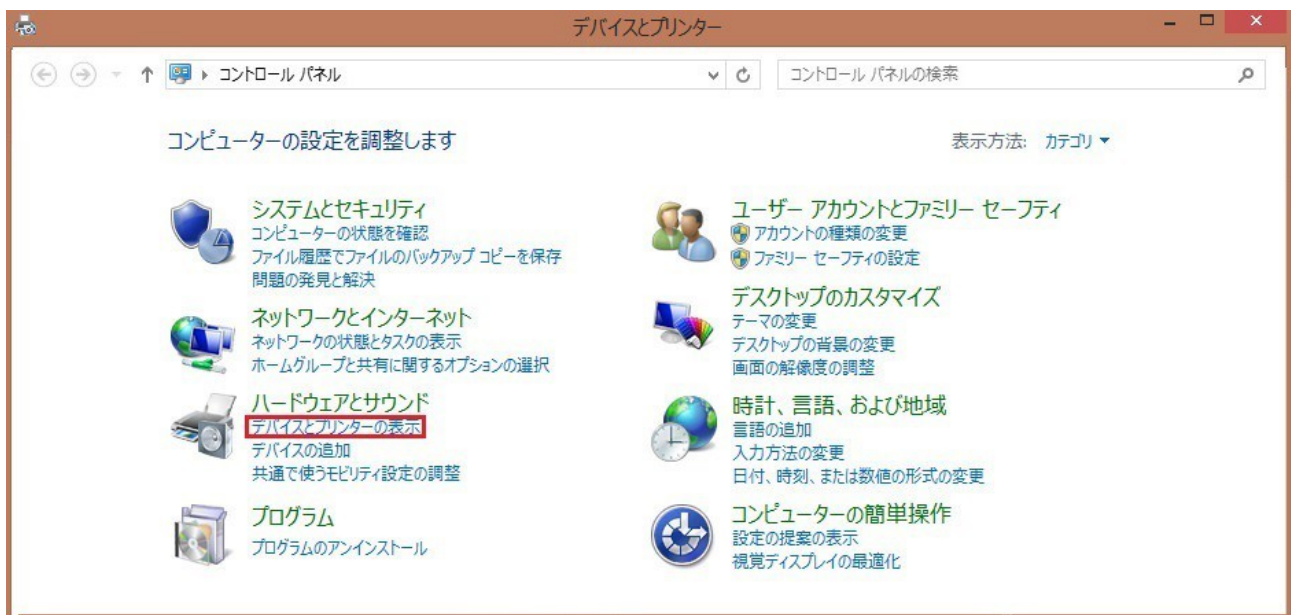 デバイスとプリンター
コントロール パネル
コントロール パネルの検索
コンピューターの設定を調整します
表示方法: カテゴリ
システムとセキュリティ
コンピューターの状態を確認
ファイル履歴でファイルのバックアップ コピーを保存
問題の発見と解決
ネットワークとインターネット
ネットワークの状態とタスクの表示
ホームグループと共有に関するオプションの選択
ハードウェアとサウンド
デバイスとプリンターの表示
デバイスの追加
共通で使うモビリティ設定の調整
プログラム
プログラムのアンインストール
ユーザー アカウントとファミリー セーフティ
アカウントの種類の変更
ファミリー セーフティの設定
デスクトップのカスタマイズ
テーマの変更
デスクトップの背景の変更
画面の解像度の調整
時計、言語、および地域
言語の追加
入力方法の変更
日付、時刻、または数値の形式の変更
コンピューターの簡単操作
設定の提案の表示
視覚ディスプレイの最適化